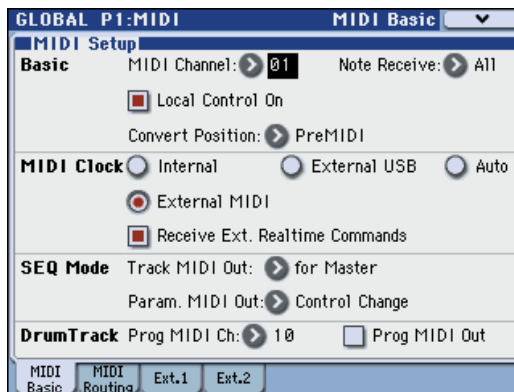 GLOBAL P1:MIDI MIDI Basic
MIDI Setup
Basic MIDI Channel: 01 Note Receive: All
Local Control On
Convert Position: PreMIDI
MIDI Clock Internal External USB Auto
External MIDI
Receive Ext. Realtime Commands
SEQ Mode Track MIDI Out: for Master
Param. MIDI Out: Control Change
DrumTrack Prog MIDI Ch: 10 Prog MIDI Out
MIDI Basic MIDI Routing Ext.1 Ext.2